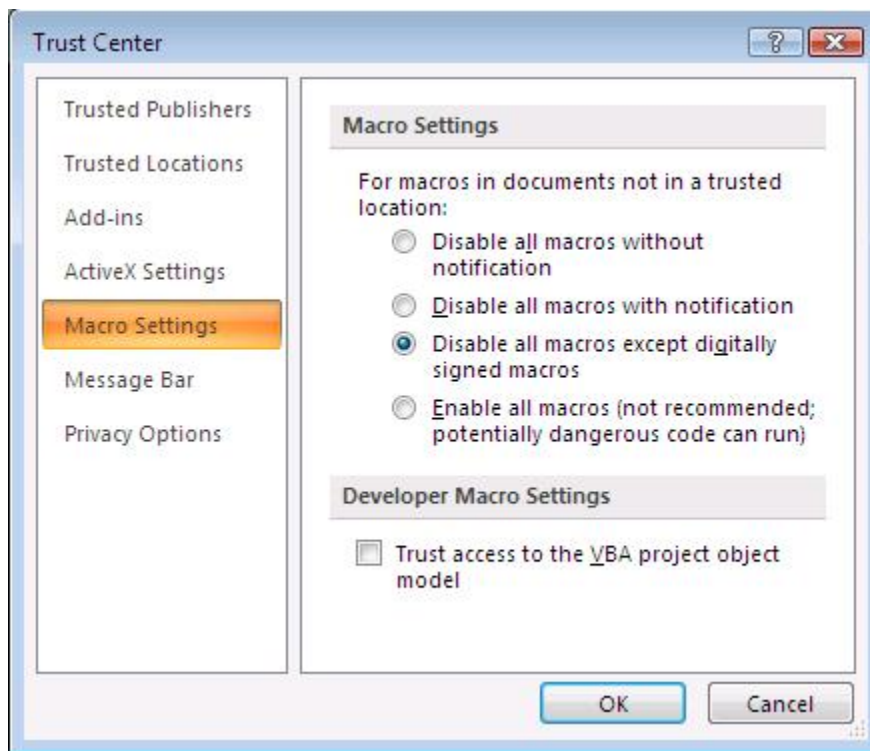 Trust Center
Trusted Publishers
Trusted Locations
Add-ins
ActiveX Settings
Macro Settings
Message Bar
Privacy Options
Macro Settings
For macros in documents not in a trusted
location:
Disable all macros without
notification
Disable all macros with notification
Disable all macros except digitally
signed macros
Enable all macros (not recommended;
potentially dangerous code can run)
Developer Macro Settings
Trust access to the VBA project object
model
OK
Cancel